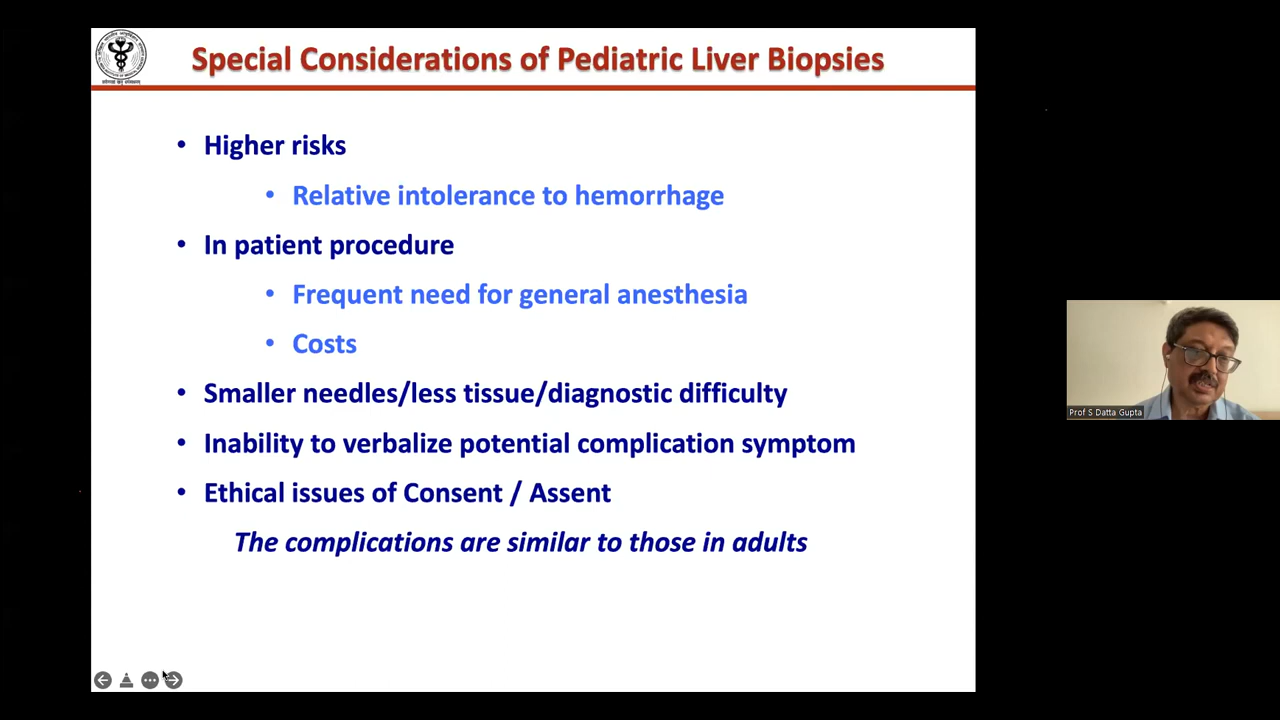 Special Considerations of Pediatric Liver Biopsies
• Higher risks
• Relative intolerance to hemorrhage
• In patient procedure
• Frequent need for general anesthesia
• Costs
• Smaller needles/less tissue/diagnostic difficulty
• Inability to verbalize potential complication symptom
• Ethical issues of Consent / Assent
The complications are similar to those in adults
Prof S Datta Gupta